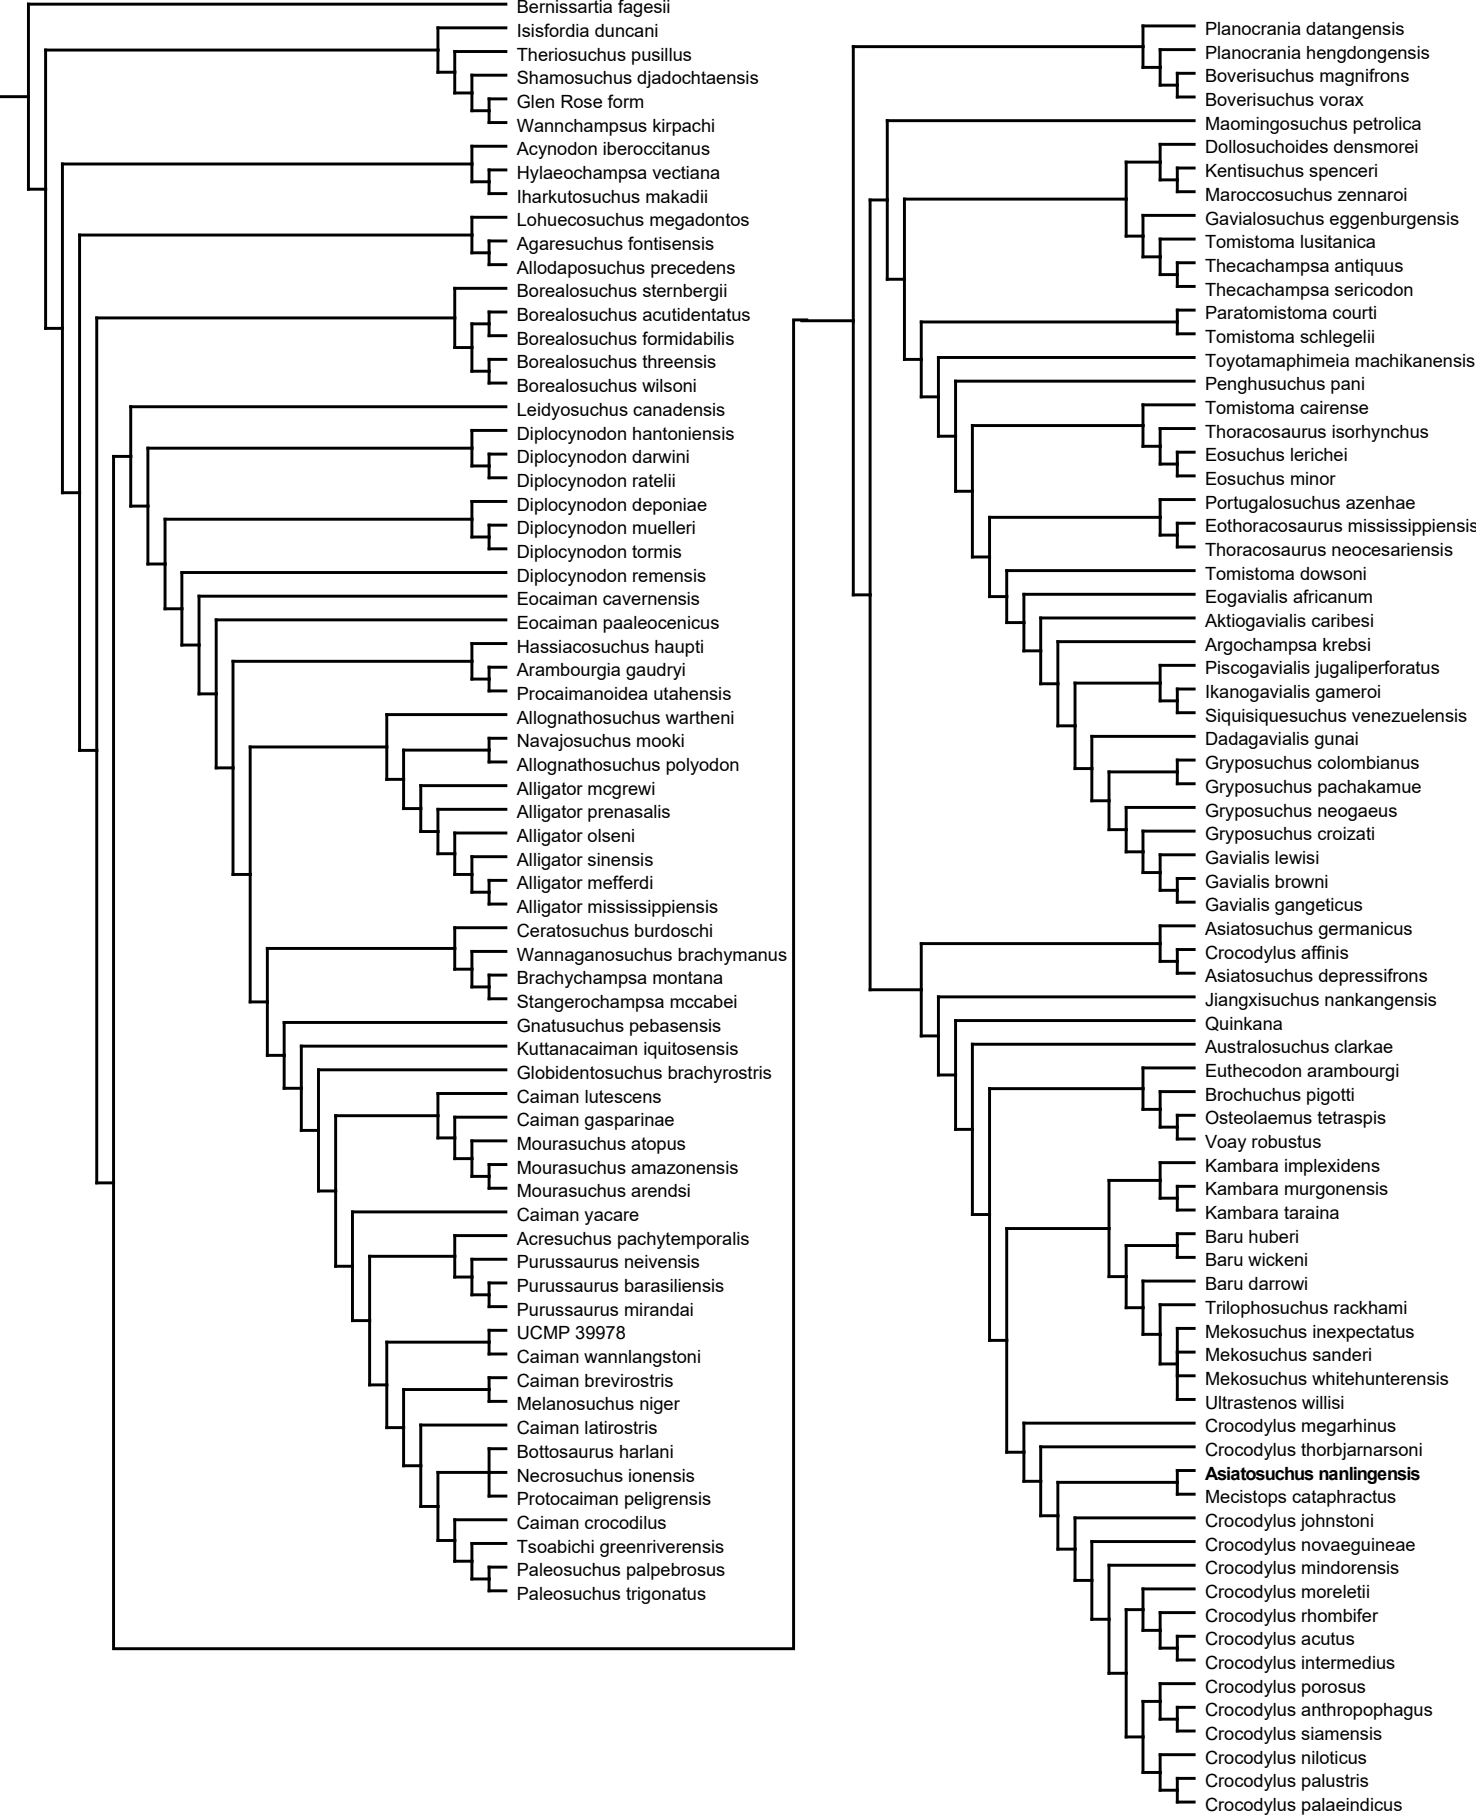 Bernissartia fagesii
Isisfordia duncani
Theriosuchus pusillus
Shamosuchus djadochtaensis
Glen Rose form
Wannchampsus kirpachi
Acynodon iberoccitanus
Hylaeochampsa vectiana
Iharkutosuchus makadii
Lohuecosuchus megadontos
Agaresuchus fontisensis
Allodaposuchus precedens
Borealosuchus sternbergii
Borealosuchus acutidentatus
Borealosuchus formidabilis
Borealosuchus threensis
Borealosuchus wilsoni
Leidyosuchus canadensis
Diplocynodon hantoniensis
Diplocynodon darwini
Diplocynodon ratelii
Diplocynodon deponiae
Diplocynodon muelleri
Diplocynodon tormis
Diplocynodon remensis
Eocaiman cavernensis
Eocaiman paaleocenicus
Hassiacosuchus haupti
Arambourgia gaudryi
Procaimanoidea utahensis
Allognathosuchus wartheni
Navajosuchus mooki
Allognathosuchus polyodon
Alligator mcgrewi
Alligator prenasalis
Alligator olseni
Alligator sinensis
Alligator mefferdi
Alligator mississippiensis
Ceratosuchus burdoschi
Wannaganosuchus brachymanus
Brachychampsa montana
Stangerochampsa mccabei
Gnatusuchus pebasensis
Kuttanacaiman iquitosensis
Globidentosuchus brachyrostris
Caiman lutescens
Caiman gasparinae
Mourasuchus atopus
Mourasuchus amazonensis
Mourasuchus arendsi
Caiman yacare
Acresuchus pachytemporalis
Purussaurus neivensis
Purussaurus barasiliensis
Purussaurus mirandai
UCMP 39978
Caiman wannlangstoni
Caiman brevirostris
Melanosuchus niger
Caiman latirostris
Bottosaurus harlani
Necrosuchus ionensis
Protocaiman peligrensis
Caiman crocodilus
Tsoabichi greenriverensis
Paleosuchus palpebrosus
Paleosuchus trigonatus
Planocrania datangensis
Planocrania hengdongensis
Boverisuchus magnifrons
Boverisuchus vorax
Maomingosuchus petrolica
Dollosuchoides densmorei
Kentisuchus spenceri
Maroccosuchus zennaroi
Gavialosuchus eggenburgensis
Tomistoma lusitanica
Thecachampsa antiquus
Thecachampsa sericodon
Paratomistoma courti
Tomistoma schlegelii
Toyotamaphimeia machikanensis
Penghusuchus pani
Tomistoma cairense
Thoracosaurus isorhynchus
Eosuchus lerichei
Eosuchus minor
Portugalosuchus azenhae
Eothoracosaurus mississippiensis
Thoracosaurus neocesariensis
Tomistoma dowsoni
Eogavialis africanum
Aktiogavialis caribesi
Argochampsa krebsi
Piscogavialis jugaliperforatus
Ikanogavialis gameroi
Siquisiquesuchus venezuelensis
Dadagavialis gunai
Gryposuchus colombianus
Gryposuchus pachakamue
Gryposuchus neogaeus
Gryposuchus croizati
Gavialis lewisi
Gavialis browni
Gavialis gangeticus
Asiatosuchus germanicus
Crocodylus affinis
Asiatosuchus depressifrons
Jiangxisuchus nankangensis
Quinkana
Australosuchus clarkae
Euthecodon arambourgi
Brochuchus pigotti
Osteolaemus tetraspis
Voay robustus
Kambara implexidens
Kambara murgonensis
Kambara taraina
Baru huberi
Baru wickeni
Baru darrowi
Trilophosuchus rackhami
Mekosuchus inexpectatus
Mekosuchus sanderi
Mekosuchus whitehunterensis
Ultrastenos willisi
Crocodylus megarhinus
Crocodylus thorbjarnarsoni
Asiatosuchus nanlingensis
Mecistops cataphractus
Crocodylus johnstoni
Crocodylus novaeguineae
Crocodylus mindorensis
Crocodylus moreletii
Crocodylus rhombifer
Crocodylus acutus
Crocodylus intermedius
Crocodylus porosus
Crocodylus anthropophagus
Crocodylus siamensis
Crocodylus niloticus
Crocodylus palustris
Crocodylus palaeindicus